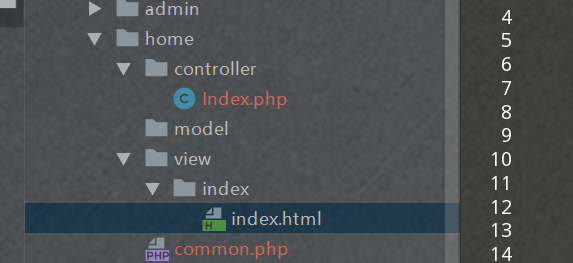 admin
home
controller
C Index.php
model
view
index
H index.html
PHP common.php
4
5
6
7
8
9
10
11
12
13
14